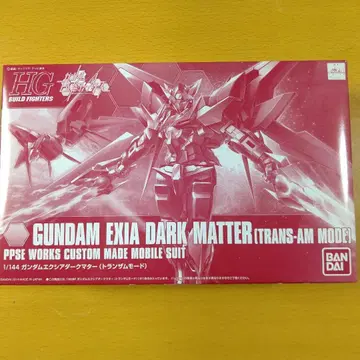 HG
BUILD FIGHTERS
GUNDAM EXIA DARK MATTER [TRANS-AM MODE]
PPSE WORKS CUSTOM MADE MOBILE SUIT
1/144 ガンダムエクシアダークマター (トランザムモード)
BAN
DAI